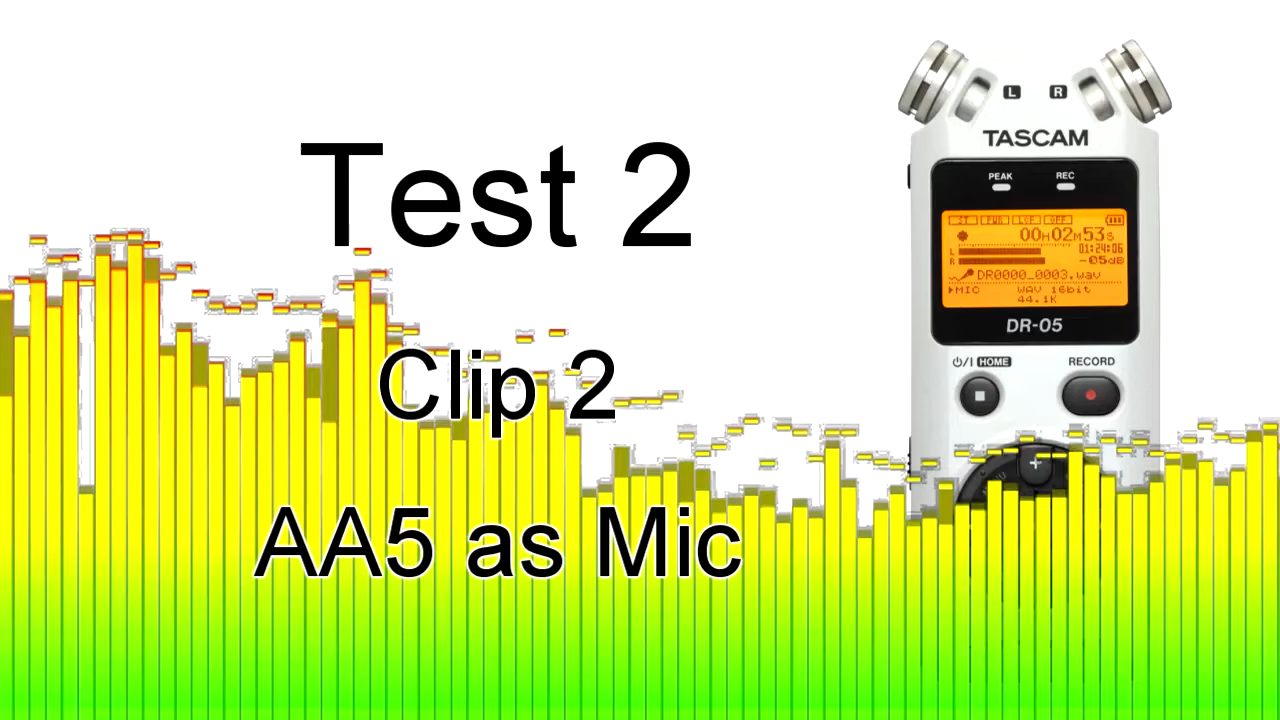 Test 2
Clip 2
AA5 as Mic
L R
TASCAM
PEAK REC
00H02M53S
01:24:06
L
R -05dB
DR0000_0003.wav
MIC WAV 16bit
44.1K
DR-05
HOME RECORD
+